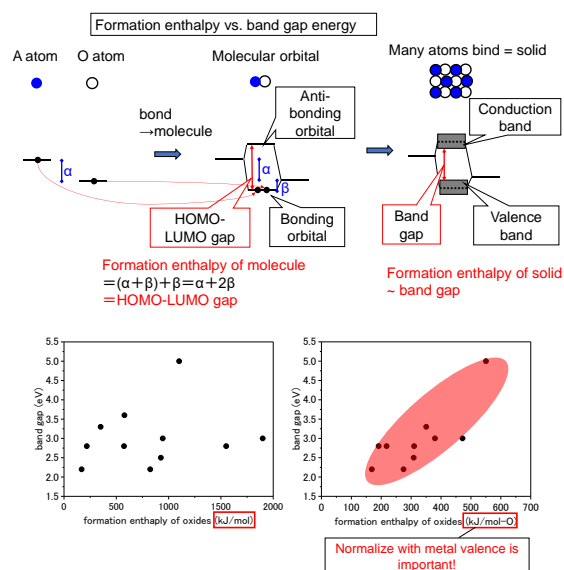 Formation enthalpy vs. band gap energy
A atom
O atom
Molecular orbital
Many atoms bind = solid
bond
→molecule
Anti-
bonding
orbital
Conduction
band
α
α
β
HOMO-
LUMO gap
Bonding
orbital
Band
gap
Valence
band
Formation enthalpy of molecule
=(α+β)+β=α+2β
=HOMO-LUMO gap
Formation enthalpy of solid
~ band gap
5.5
5.0
4.5
4.0
3.5
3.0
2.5
2.0
1.5
0
500
1000
1500
2000
band gap (eV)
formation enthaply of oxides (kJ/mol)
5.5
5.0
4.5
4.0
3.5
3.0
2.5
2.0
1.5
0
100
200
300
400
500
600
700
band gap (eV)
formation enthalpy of oxides (kJ/mol-O)
Normalize with metal valence is
important!